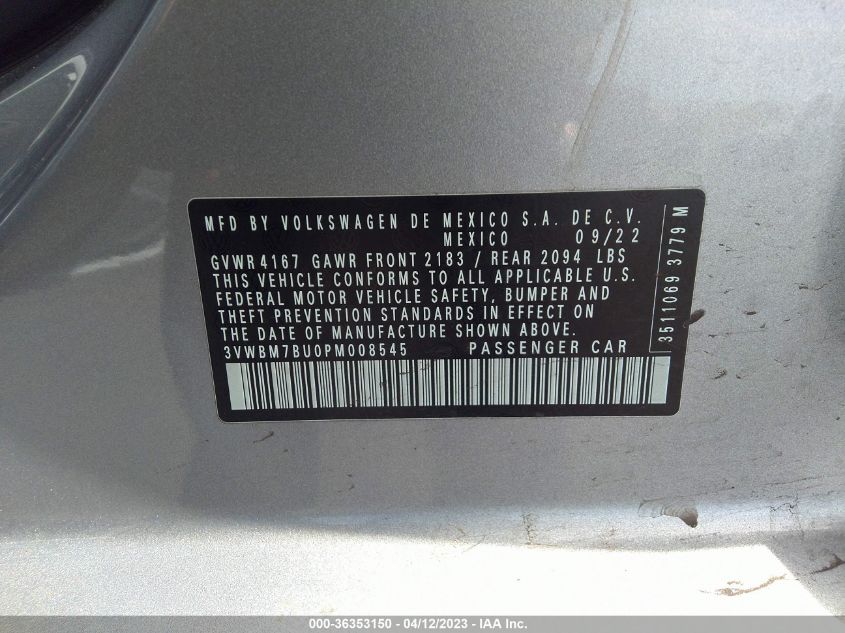 MFD BY VOLKSWAGEN DE MEXICO S.A. DE C.V.
MEXICO 09/22
GVWR 4167 GAWR FRONT 2183 / REAR 2094 LBS
THIS VEHICLE CONFORMS TO ALL APPLICABLE U.S.
FEDERAL MOTOR VEHICLE SAFETY, BUMPER AND
THEFT PREVENTION STANDARDS IN EFFECT ON
THE DATE OF MANUFACTURE SHOWN ABOVE.
3VWBM7BU0PM008545 PASSENGER CAR
3511069 3779 M
000-36353150 - 04/12/2023 - IAA Inc.